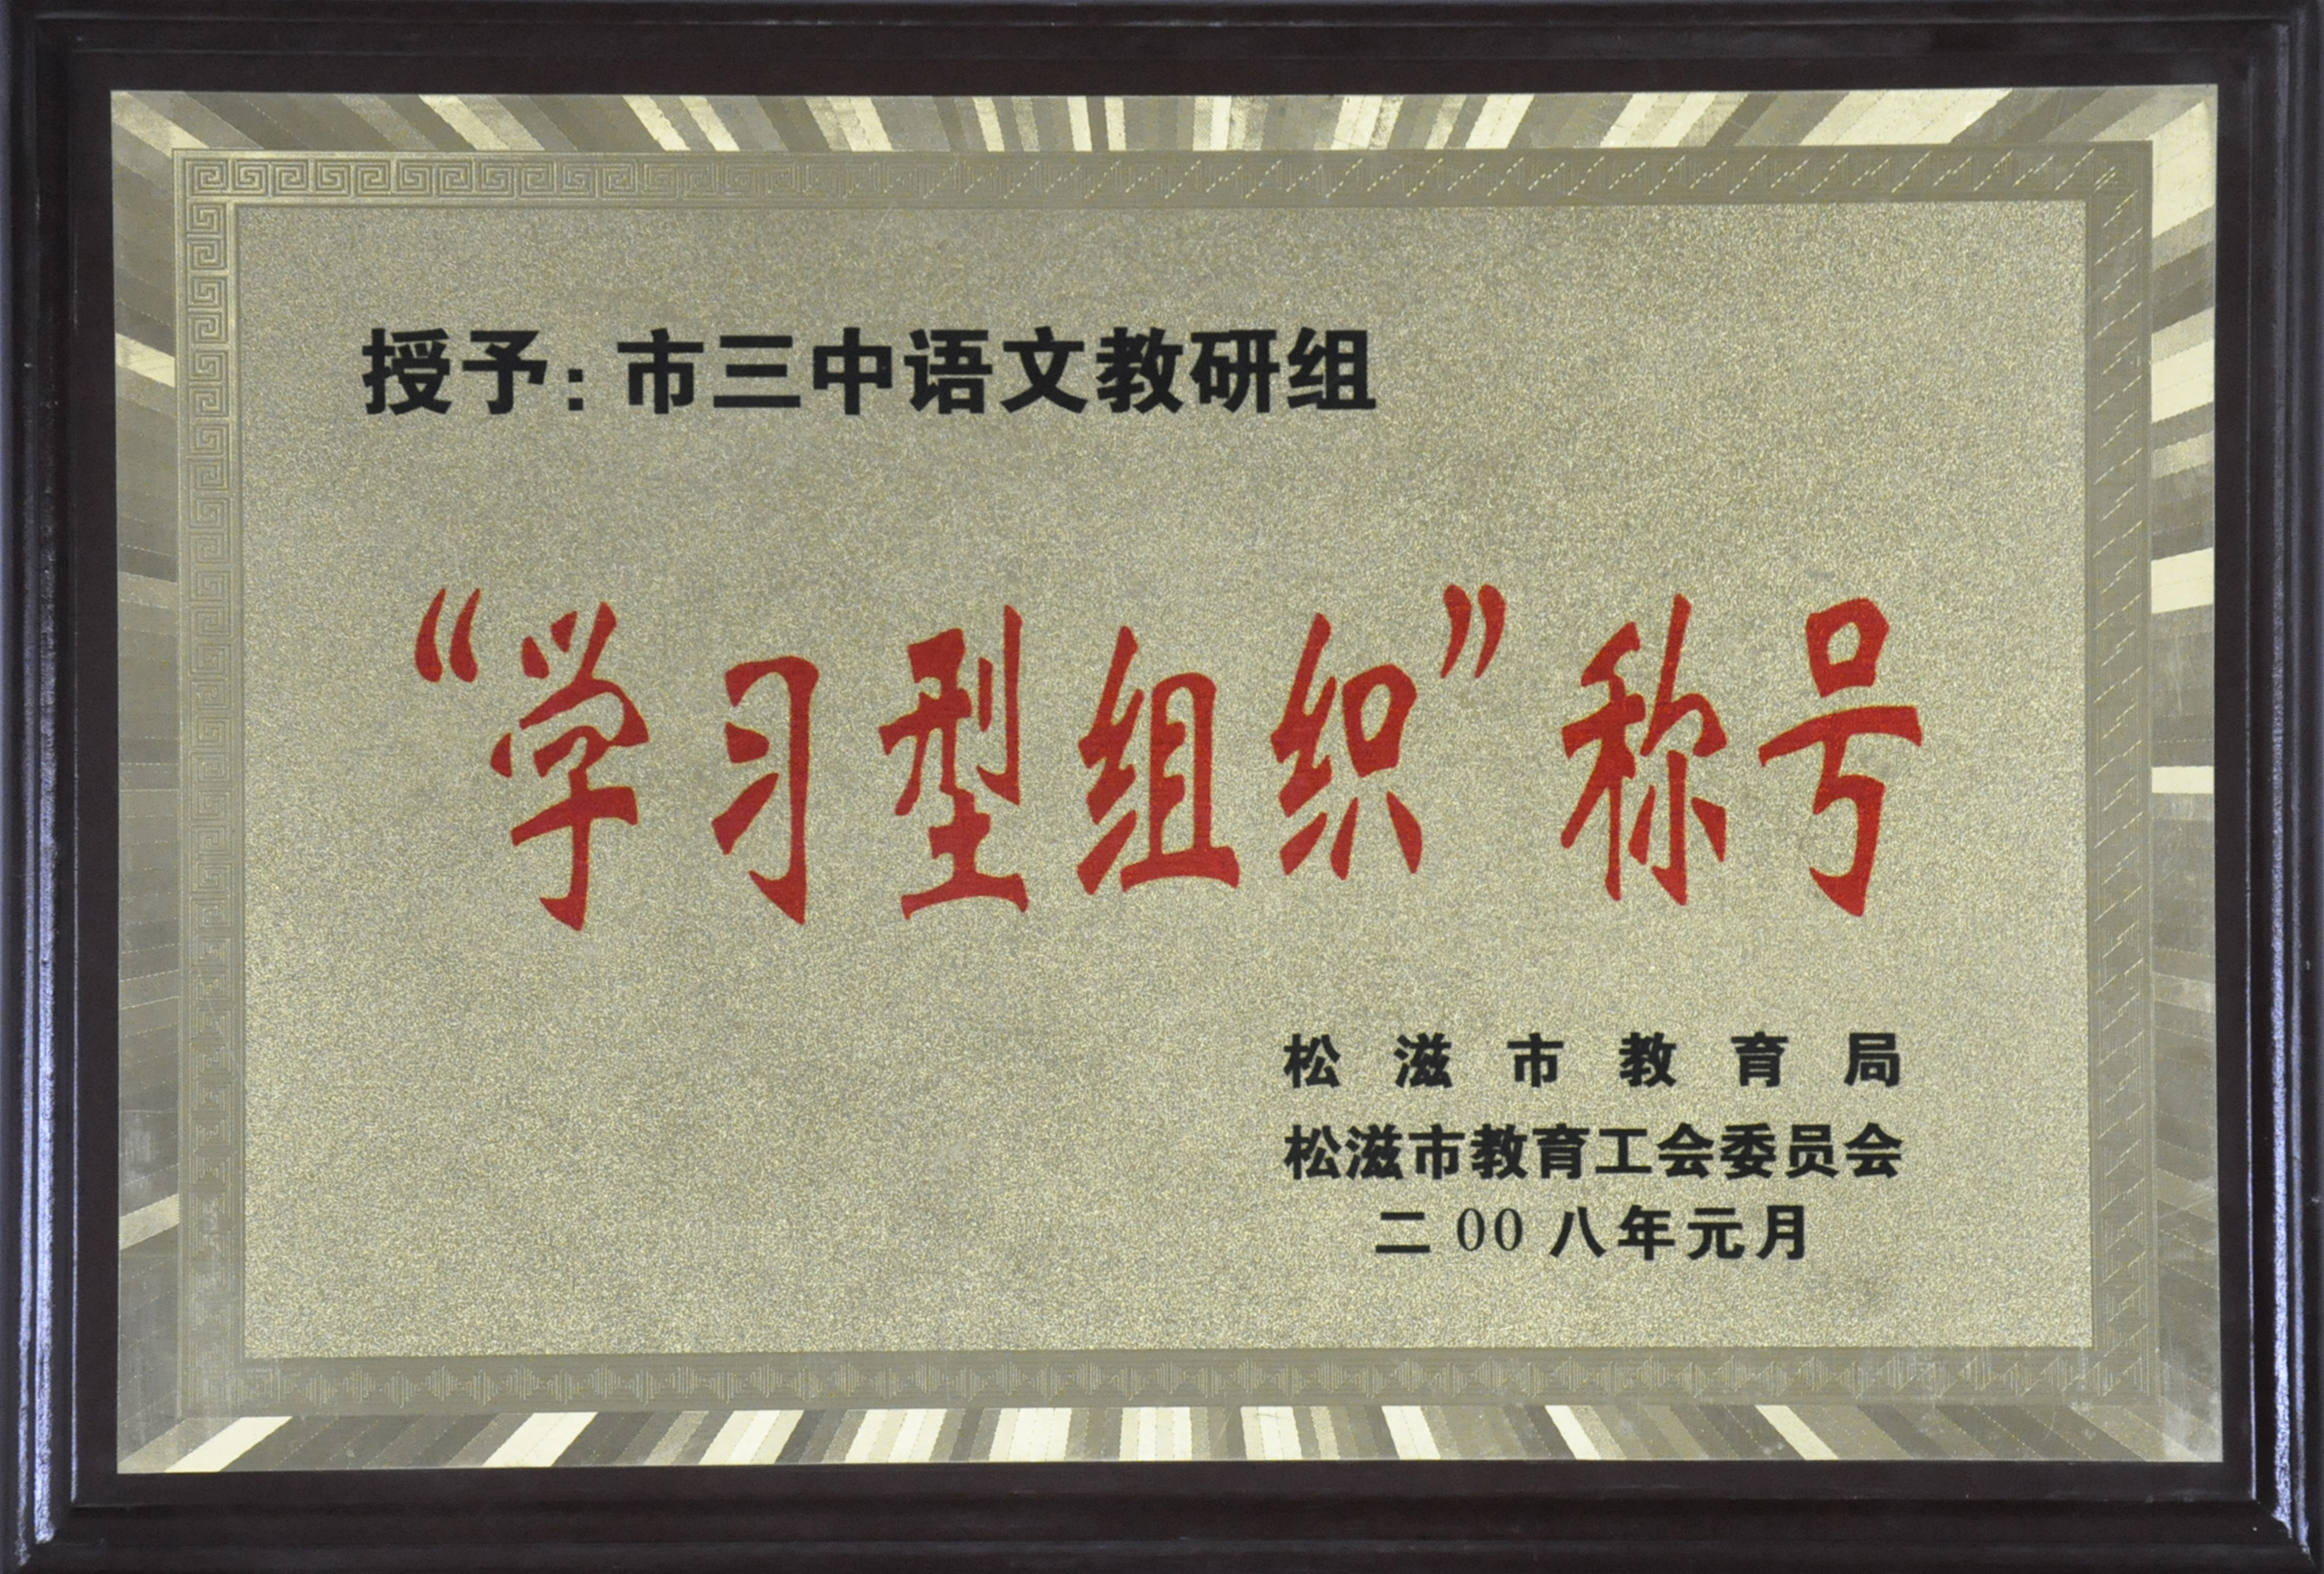 授予：市三中语文教研组
“学习型组织”称号
松滋市教育局
松滋市教育工会委员会
二00八年元月